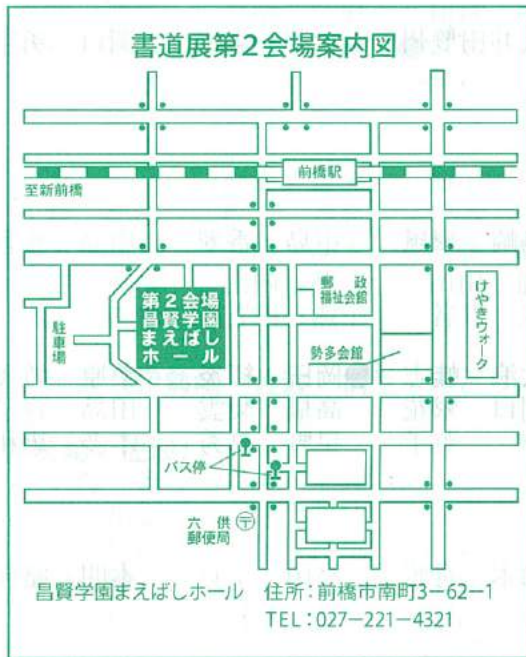 書道展第2会場案内図
前橋駅
至新前橋
第2会場
昌賢学園
まえばし
ホール
郵政
福祉会館
けやきウォーク
駐車場
勢多会館
バス停
六供
郵便局
昌賢学園まえばしホール 住所:前橋市南町3-62-1
TEL:027-221-4321